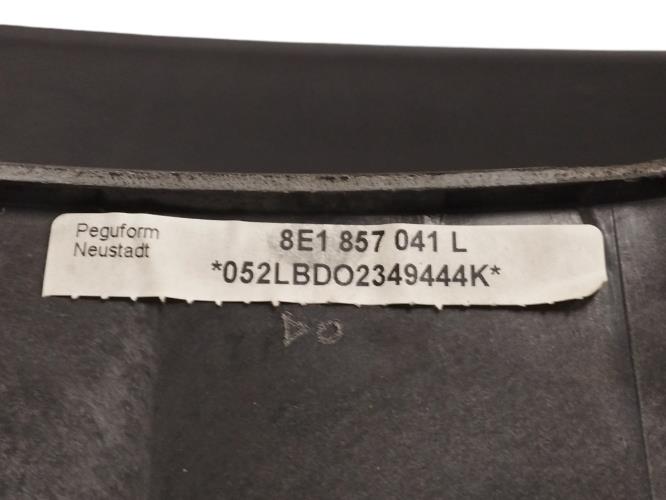 Peguform
Neustadt
8E1 857 041 L
*052LBDO2349444K*